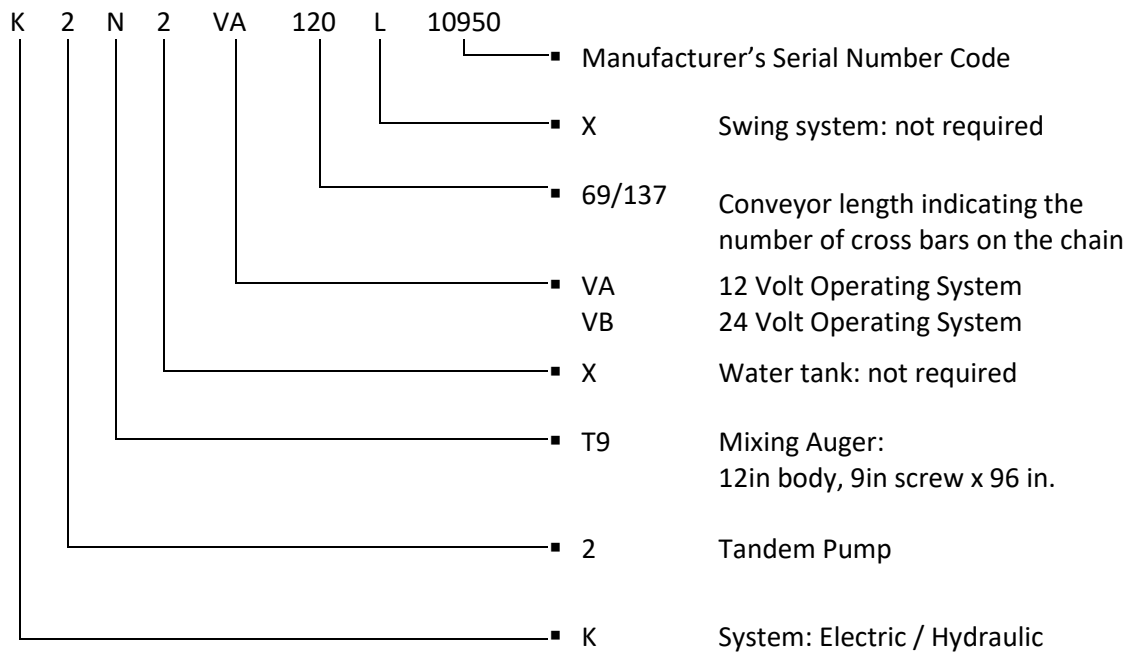 K 2 N 2 VA 120 L 10950
▪ Manufacturer’s Serial Number Code
▪ X Swing system: not required
▪ 69/137 Conveyor length indicating the
number of cross bars on the chain
▪ VA 12 Volt Operating System
VB 24 Volt Operating System
▪ X Water tank: not required
▪ T9 Mixing Auger:
12in body, 9in screw x 96 in.
▪ 2 Tandem Pump
▪ K System: Electric / Hydraulic